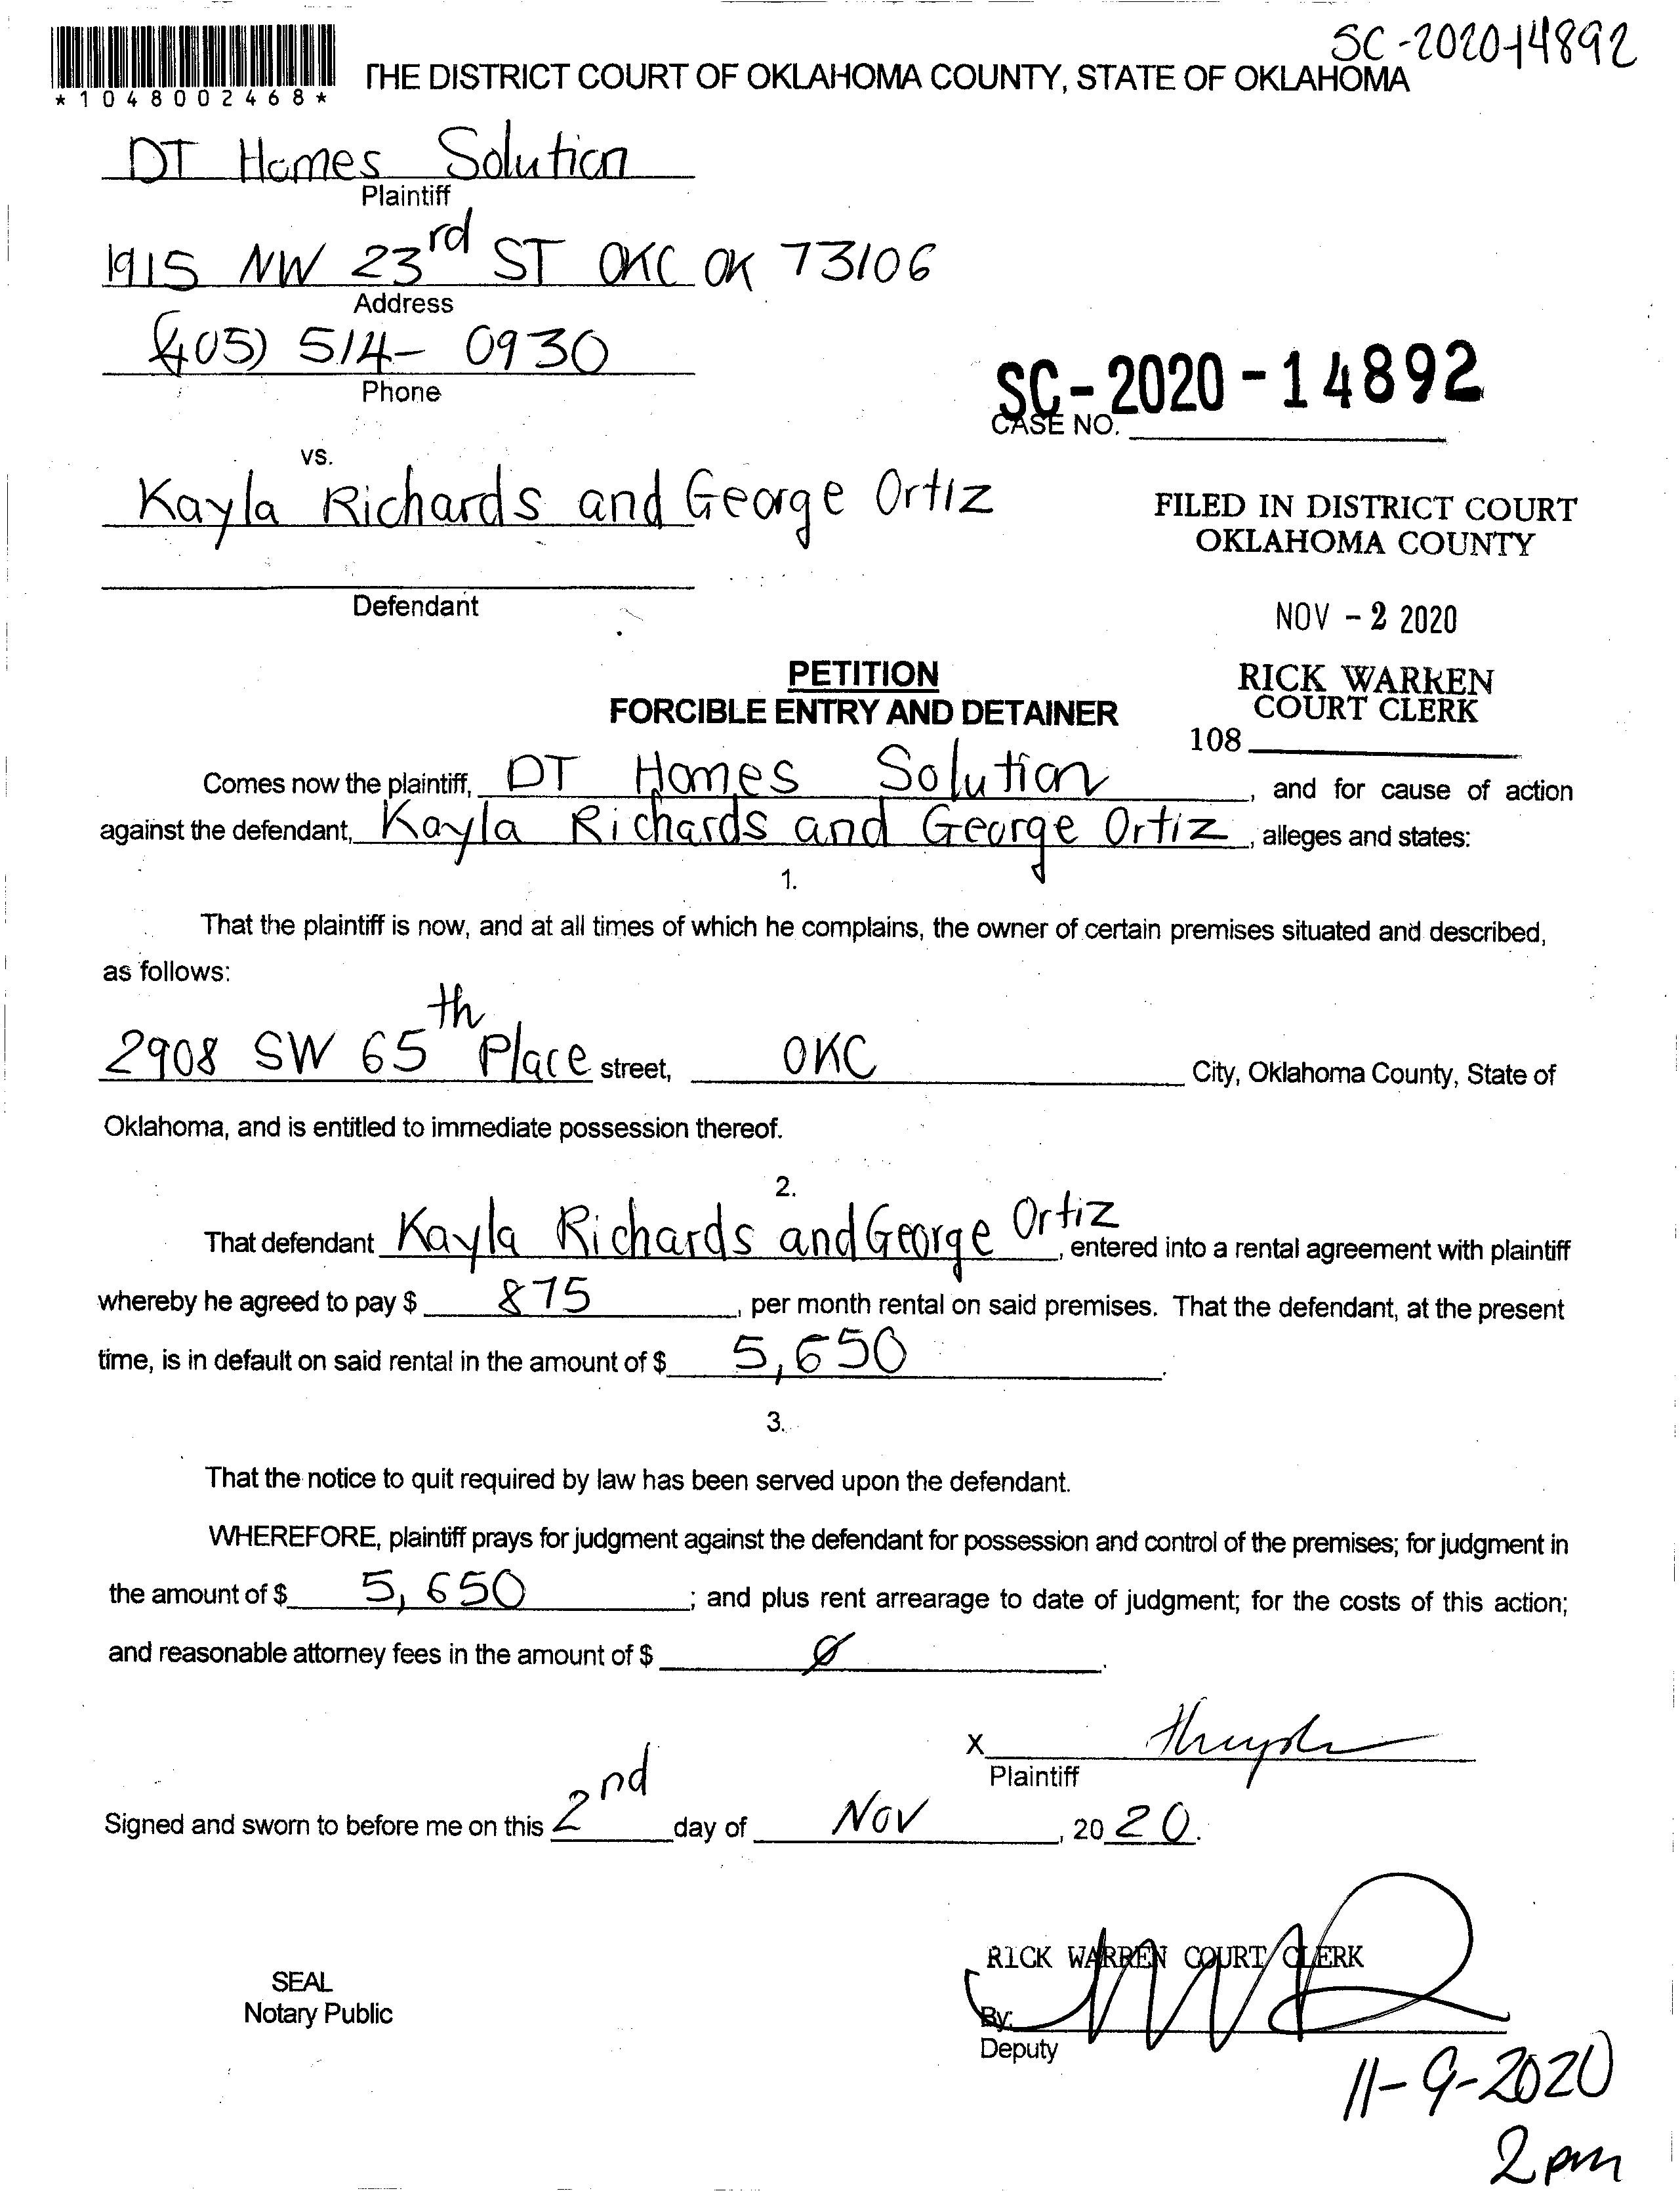 SC-2020-14892
THE DISTRICT COURT OF OKLAHOMA COUNTY, STATE OF OKLAHOMA
*1048002468*
DT Homes Solution
Plaintiff
1915 NW 23rd ST OKC OK 73106
Address
(405) 514-0930
Phone
SC-2020-14892
CASE NO.
vs.
Kayla Richards and George Ortiz
Defendant
FILED IN DISTRICT COURT
OKLAHOMA COUNTY
NOV - 2 2020
RICK WARREN
COURT CLERK
108
PETITION
FORCIBLE ENTRY AND DETAINER
Comes now the plaintiff, DT Homes Solution, and for cause of action
against the defendant, Kayla Richards and George Ortiz, alleges and states:
1.
That the plaintiff is now, and at all times of which he complains, the owner of certain premises situated and described,
as follows:
2908 SW 65th Place street, OKC City, Oklahoma County, State of
Oklahoma, and is entitled to immediate possession thereof.
2.
That defendant Kayla Richards and George Ortiz, entered into a rental agreement with plaintiff
whereby he agreed to pay $ 875, per month rental on said premises. That the defendant, at the present
time, is in default on said rental in the amount of $ 5,650.
3.
That the notice to quit required by law has been served upon the defendant.
WHEREFORE, plaintiff prays for judgment against the defendant for possession and control of the premises; for judgment in
the amount of $ 5,650; and plus rent arrearage to date of judgment; for the costs of this action;
and reasonable attorney fees in the amount of $ Ø.
X
Plaintiff
Signed and sworn to before me on this 2nd day of Nov, 2020.
RICK WARREN COURT CLERK
SEAL
Notary Public
By:
Deputy
11-9-2020
2pm